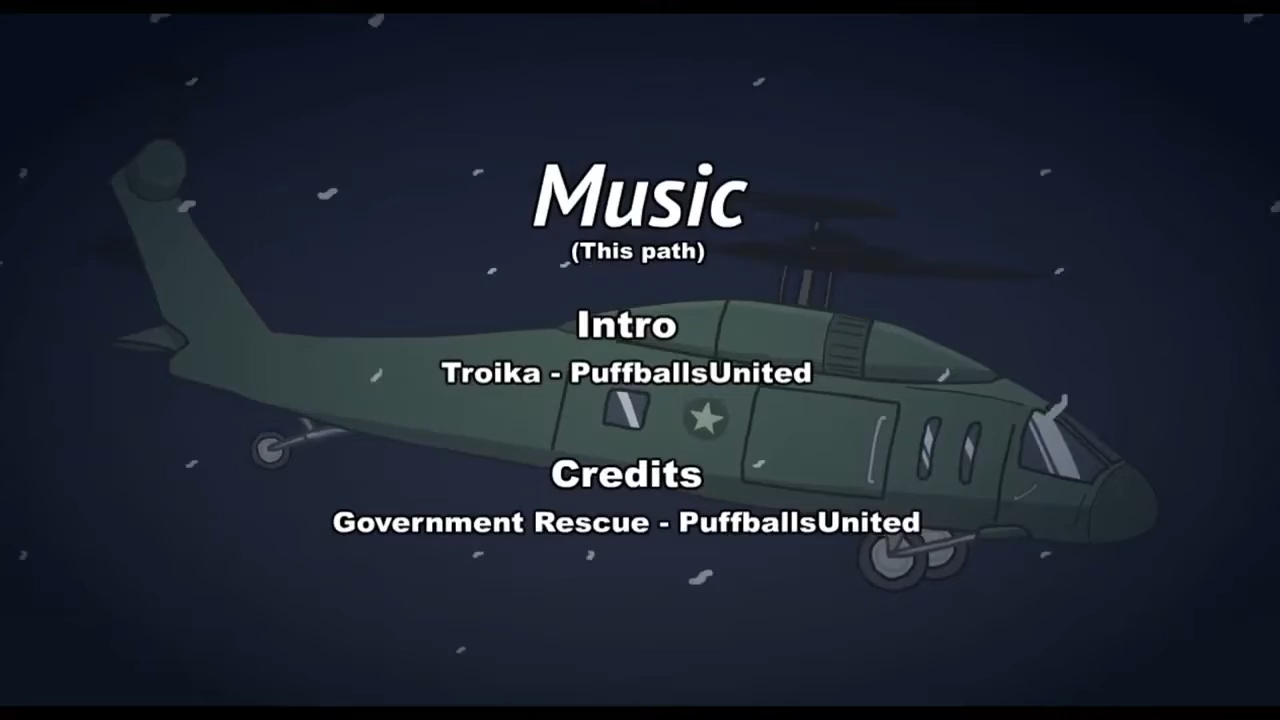 Music
(This path)
Intro
Troika - PuffballsUnited
Credits
Government Rescue - PuffballsUnited